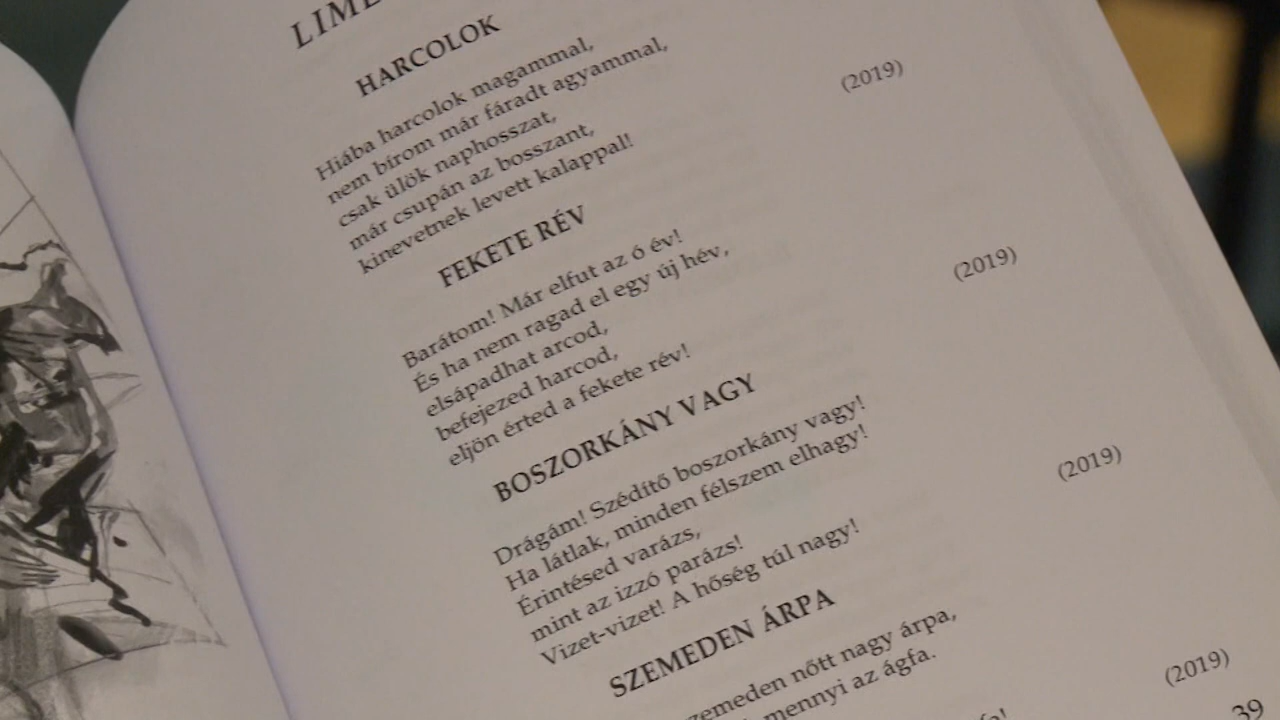 HARCOLOK
Hiába harcolok magammal,
nem bírom már fáradt agyammal,
csak ülök naphosszat,
már csupán az bosszant,
kinevetnek levett kalappal!
(2019)
FEKETE RÉV
Barátom! Már elfut az ó év!
És ha nem ragad el egy új hév,
elsápadhat arcod,
befejezed harcod,
eljön érted a fekete rév!
(2019)
BOSZORKÁNY VAGY
Drágám! Szédítő boszorkány vagy!
Ha látlak, minden félszem elhagy!
Érintésed varázs,
mint az izzó parázs!
Vizet-vizet! A hőség túl nagy!
(2019)
SZEMEDEN ÁRPA
nőtt nagy árpa,
mennyi az ágfa.
(2019)
39